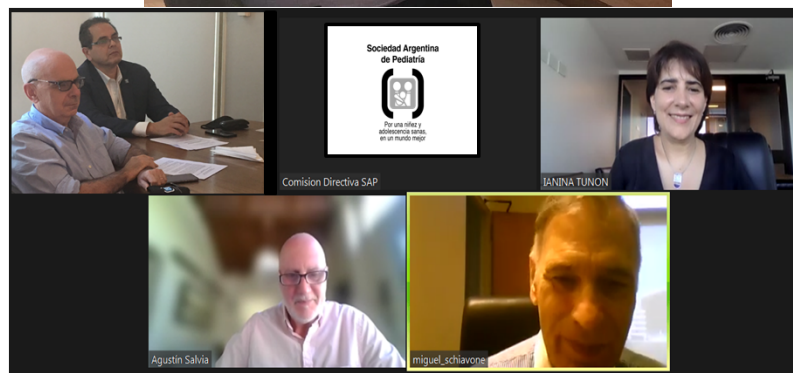 Sociedad Argentina
de Pediatría
Por una niñez y
adolescencia sanas,
en un mundo mejor
Comision Directiva SAP
IANINA TUNON
Agustín Salvia
miguel_schiavone